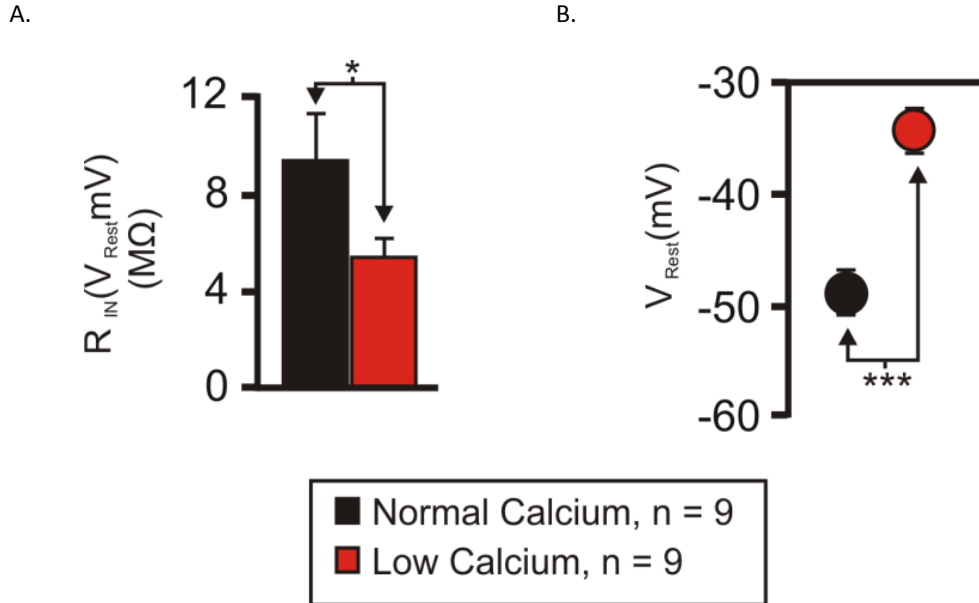 A.
B.
*
12
8
4
0
R IN(V Rest mV)
(MΩ)
-30
-40
-50
-60
V Rest(mV)
***
Normal Calcium, n = 9
Low Calcium, n = 9